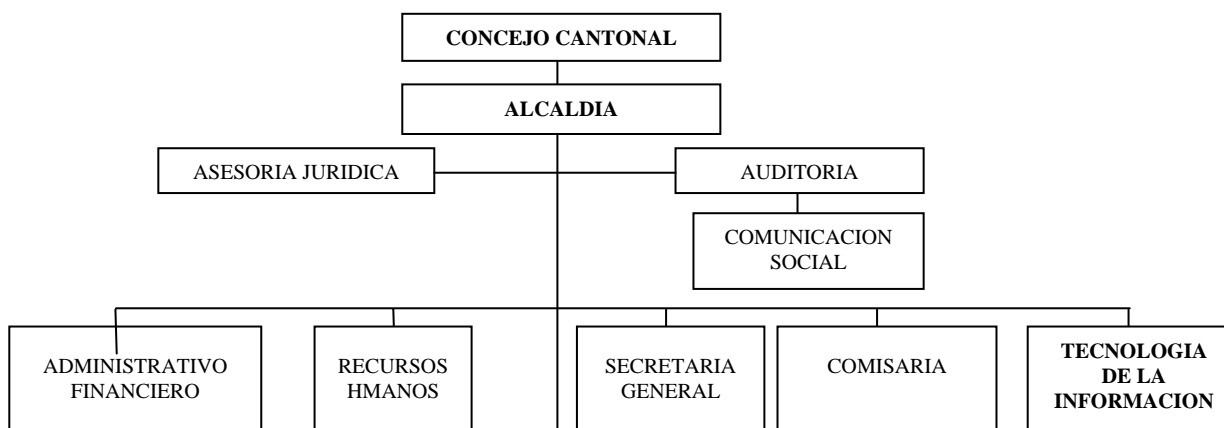 CONCEJO CANTONAL
ALCALDIA
ASESORIA JURIDICA
AUDITORIA
COMUNICACION
SOCIAL
ADMINISTRATIVO
FINANCIERO
RECURSOS
HMANOS
SECRETARIA
GENERAL
COMISARIA
TECNOLOGIA
DE LA
INFORMACION